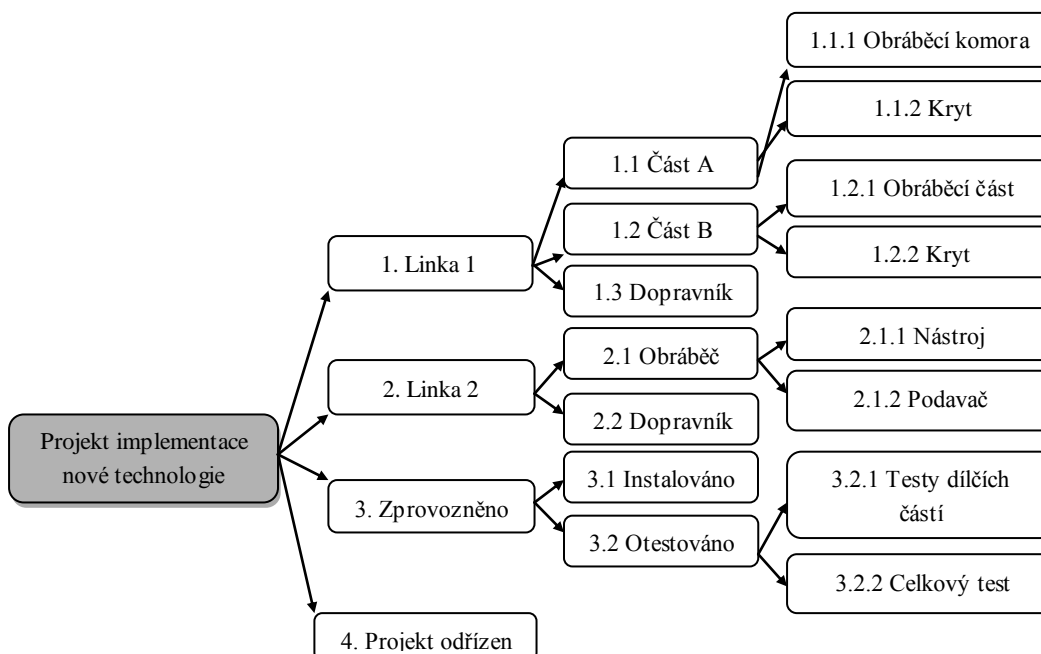 Projekt implementace
nové technologie
1. Linka 1
1.1 Část A
1.1.1 Obráběcí komora
1.1.2 Kryt
1.2 Část B
1.2.1 Obráběcí část
1.2.2 Kryt
1.3 Dopravník
2. Linka 2
2.1 Obráběč
2.1.1 Nástroj
2.1.2 Podavač
2.2 Dopravník
3. Zprovozněno
3.1 Instalováno
3.2 Otestováno
3.2.1 Testy dílčích
částí
3.2.2 Celkový test
4. Projekt odřízen